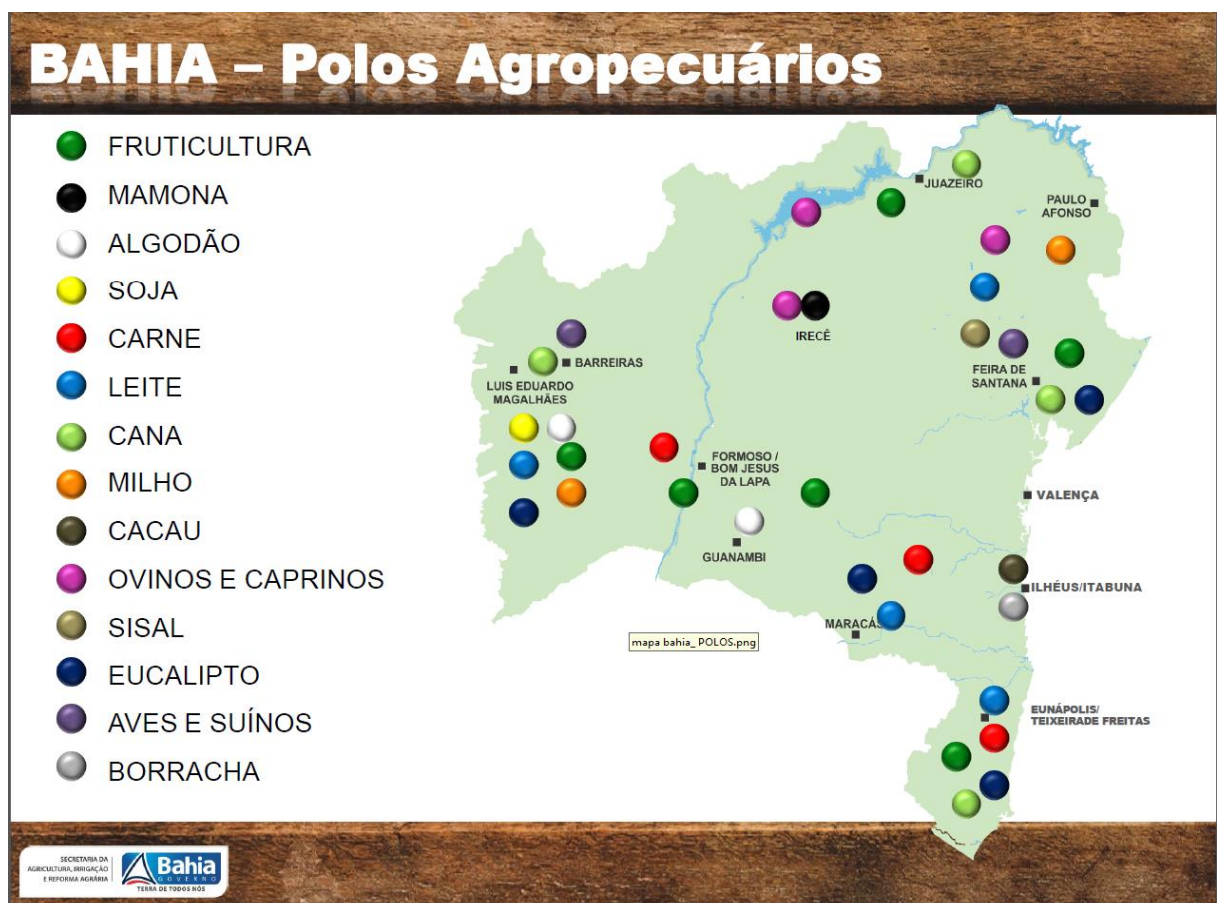 BAHIA – Polos Agropecuários
FRUTICULTURA
MAMONA
ALGODÃO
SOJA
CARNE
LEITE
CANA
MILHO
CACAU
OVINOS E CAPRINOS
SISAL
EUCALIPTO
AVES E SUÍNOS
BORRACHA
JUAZEIRO
PAULO
AFONSO
IRECÊ
BARREIRAS
LUIS EDUARDO
MAGALHÃES
FEIRA DE
SANTANA
FORMOSO /
BOM JESUS
DA LAPA
VALENÇA
GUANAMBI
ILHÉUS/ITABUNA
MARACÁS
mapa bahia_ POLOS.png
EUNÁPOLIS/
TEIXEIRADE FREITAS
SECRETARIA DA
AGRICULTURA, IRRIGAÇÃO
E REFORMA AGRÁRIA
Bahia
GOVERNO
TERRA DE TODOS NÓS